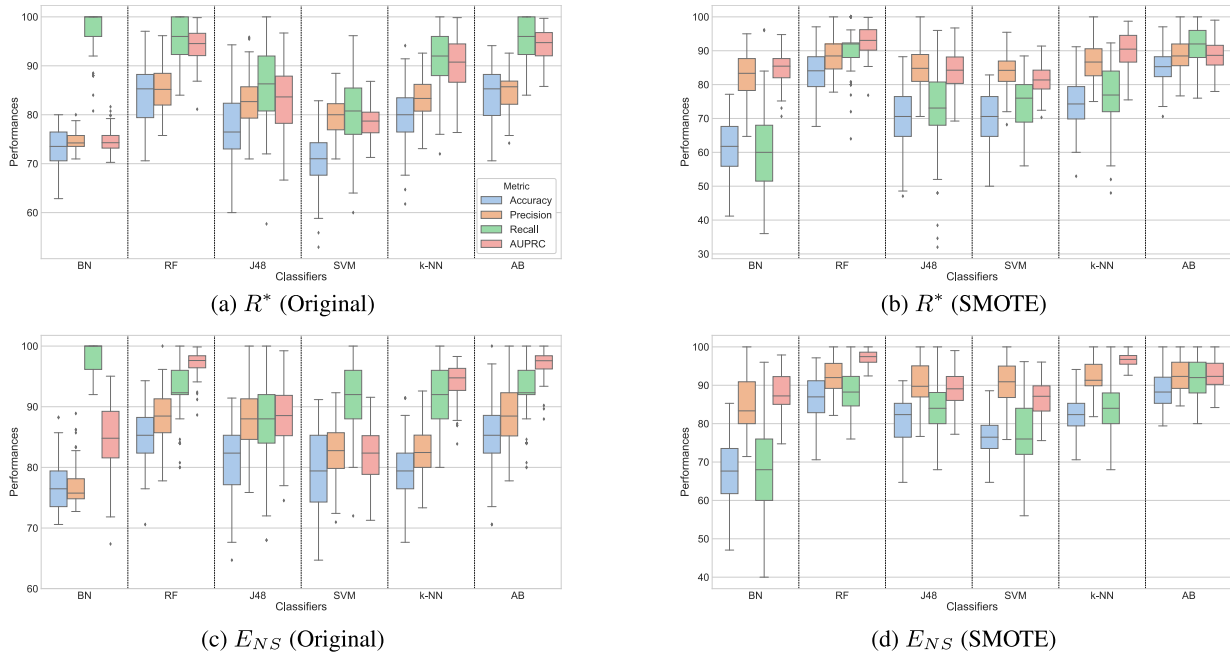 100
90
80
70
60
Performances
Metric
Accuracy
Precision
Recall
AUPRC
BN RF J48 SVM k-NN AB
Classifiers
(a) R* (Original)
100
90
80
70
60
50
40
30
Performances
BN RF J48 SVM k-NN AB
Classifiers
(b) R* (SMOTE)
100
90
80
70
60
Performances
BN RF J48 SVM k-NN AB
Classifiers
(c) E_NS (Original)
100
90
80
70
60
50
40
Performances
BN RF J48 SVM k-NN AB
Classifiers
(d) E_NS (SMOTE)